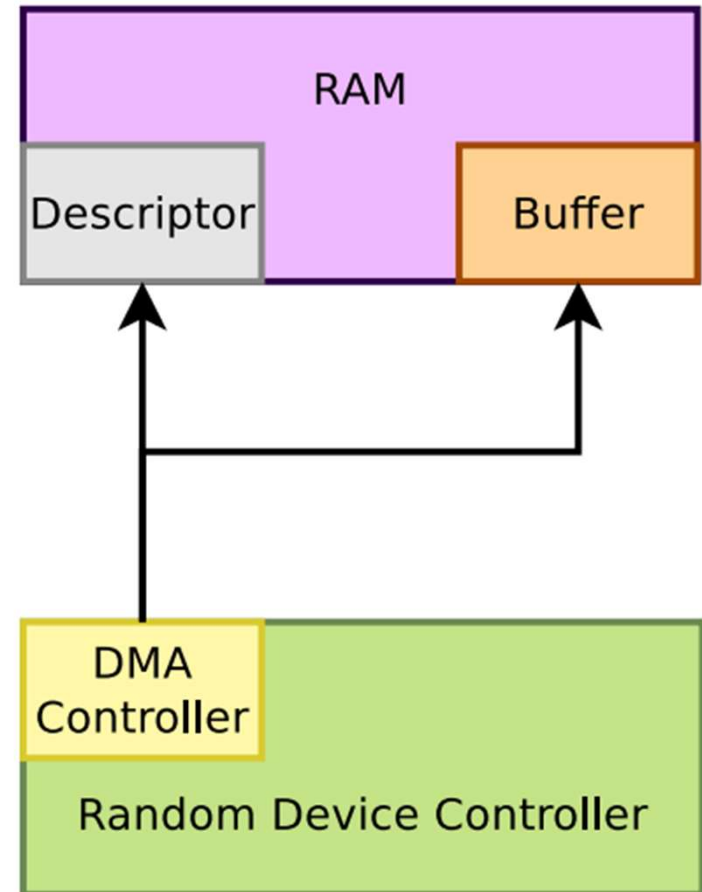 RAM
Descriptor
Buffer
DMA
Controller
Random Device Controller